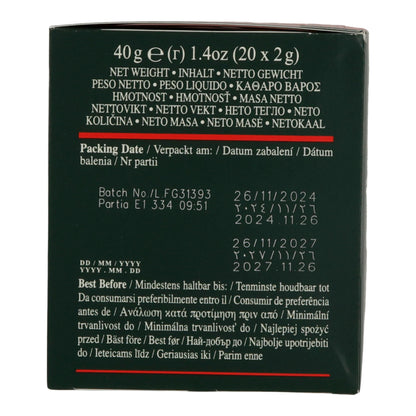 40 g ℮ (r) 1.4oz (20 x 2 g)
NET WEIGHT • INHALT • NETTO GEWICHT
PESO NETTO • PESO LIQUIDO • ΚΑΘΑΡΟ ΒΑΡΟΣ
НМОТNOST • HMOTNOSŤ • MASA NETTO
NETTOVIKT • NETTO VEKT • НЕТО ТЕГЛО • NETO
KOLIČINA • NETO MASA • NETO MASĖ • NETOKAAL
Packing Date / Verpackt am: / Datum zabalení / Dátum
balenia / Nr partii
Batch No./L FG31393 26/11/2024
Partia E1 334 09:51 ٢٠٢٤/١١/٢٦
2024.11.26
26/11/2027
٢٠٢٧/١١/٢٦
DD / MM / YYYY 2027.11.26
YYYY . MM . DD
Best Before / Mindestens haltbar bis: / Tenminste houdbaar tot
Da consumarsi preferibilmente entro il / Consumir de preferência
antes de / Ανάλωση κατά προτίμηση πριν από / Minimální
trvanlivost do / Minimálna trvanlivosť do / Najlepiej spożyć
przed / Bäst före / Best før / Най-добър до / Najbolje upotrijebiti
do / Ieteicams līdz / Geriausias iki / Parim enne